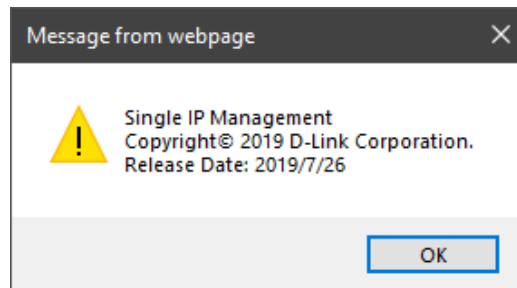 Message from webpage
Single IP Management
Copyright© 2019 D-Link Corporation.
Release Date: 2019/7/26
OK